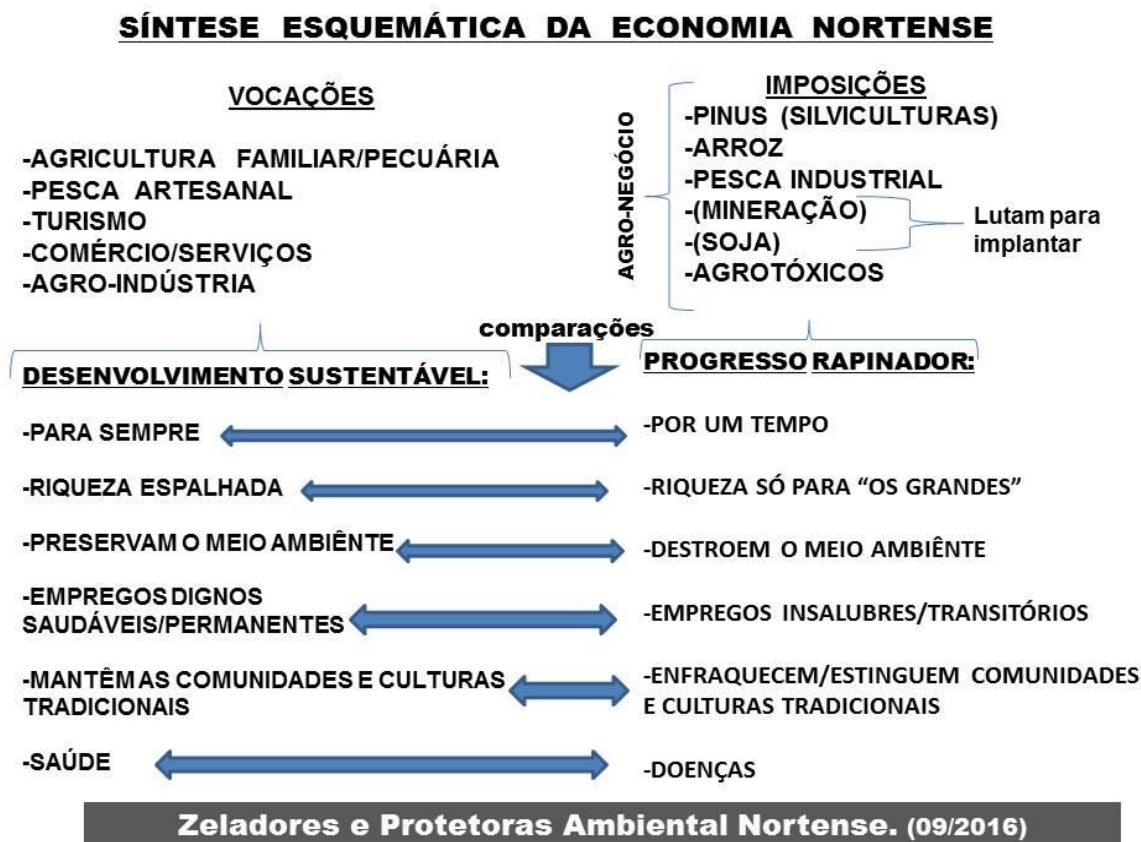 SÍNTESE ESQUEMÁTICA DA ECONOMIA NORTENSE
VOCAÇÕES
-AGRICULTURA FAMILIAR/PECUÁRIA
-PESCA ARTESANAL
-TURISMO
-COMÉRCIO/SERVIÇOS
-AGRO-INDÚSTRIA
AGRO-NEGÓCIO
IMPOSIÇÕES
-PINUS (SILVICULTURAS)
-ARROZ
-PESCA INDUSTRIAL
-(MINERAÇÃO)
-(SOJA)
-AGROTÓXICOS
Lutam para
implantar
comparações
DESENVOLVIMENTO SUSTENTÁVEL:
PROGRESSO RAPINADOR:
-PARA SEMPRE
-POR UM TEMPO
-RIQUEZA ESPALHADA
-RIQUEZA SÓ PARA “OS GRANDES”
-PRESERVAM O MEIO AMBIÊNTE
-DESTROEM O MEIO AMBIÊNTE
-EMPREGOS DIGNOS
SAUDÁVEIS/PERMANENTES
-EMPREGOS INSALUBRES/TRANSITÓRIOS
-MANTÊM AS COMUNIDADES E CULTURAS
TRADICIONAIS
-ENFRAQUECEM/ESTINGUEM COMUNIDADES
E CULTURAS TRADICIONAIS
-SAÚDE
-DOENÇAS
Zeladores e Protetoras Ambiental Nortense. (09/2016)